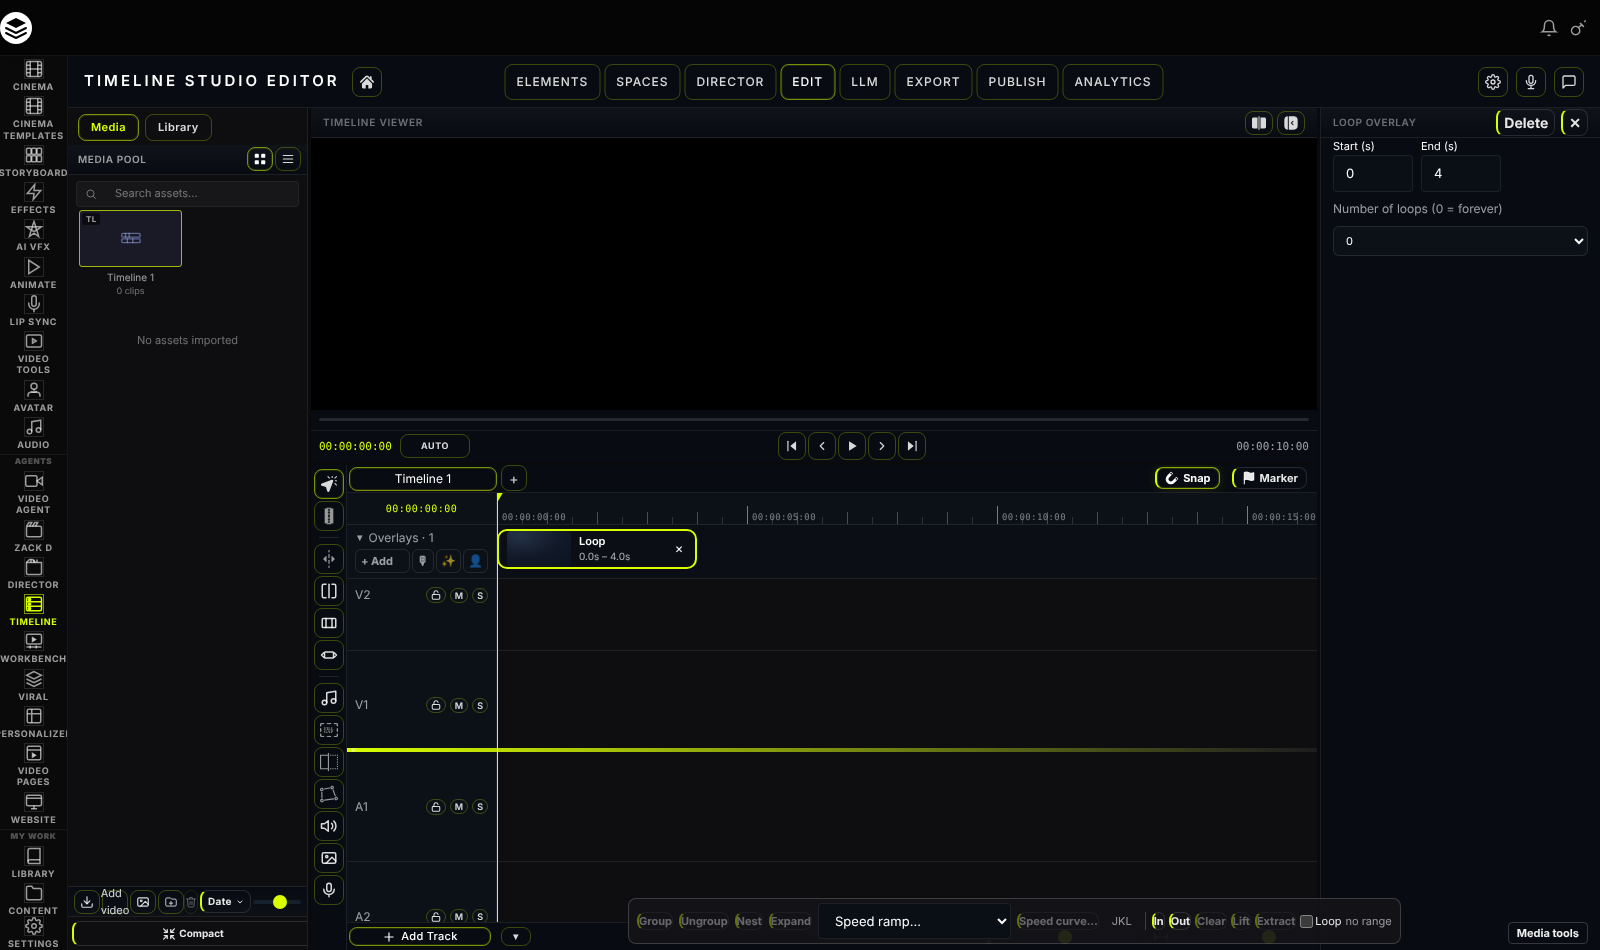 TIMELINE STUDIO EDITOR
ELEMENTS
SPACES
DIRECTOR
EDIT
LLM
EXPORT
PUBLISH
ANALYTICS
CINEMA
CINEMA
TEMPLATES
STORYBOARD
EFFECTS
AI VFX
ANIMATE
LIP SYNC
VIDEO
TOOLS
AVATAR
AUDIO
AGENTS
VIDEO
AGENT
ZACK D
DIRECTOR
TIMELINE
WORKBENCH
VIRAL
PERSONALIZE
VIDEO
PAGES
WEBSITE
MY WORK
LIBRARY
CONTENT
SETTINGS
Media
Library
MEDIA POOL
Search assets...
TL
Timeline 1
0 clips
No assets imported
Add
video
Date
Compact
TIMELINE VIEWER
00:00:00:00
AUTO
00:00:10:00
Timeline 1
+
Snap
Marker
00:00:00:00
00:00:00:00
00:00:05:00
00:00:10:00
00:00:15:00
▼ Overlays · 1
+ Add
Loop
0.0s – 4.0s
×
V2
M
S
V1
M
S
A1
M
S
A2
M
S
+ Add Track
▼
Group
Ungroup
Nest
Expand
Speed ramp...
Speed curve...
JKL
In
Out
Clear
Lift
Extract
Loop
no range
LOOP OVERLAY
Delete
✕
Start (s)
End (s)
0
4
Number of loops (0 = forever)
0
Media tools